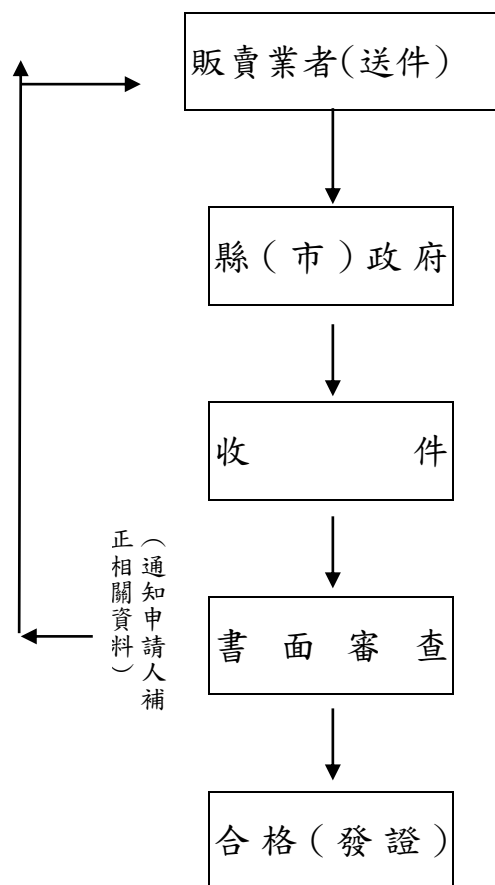 販賣業者(送件)
縣（市）政府
收件
(通知申請人補
正相關資料)
書面審查
合格(發證)